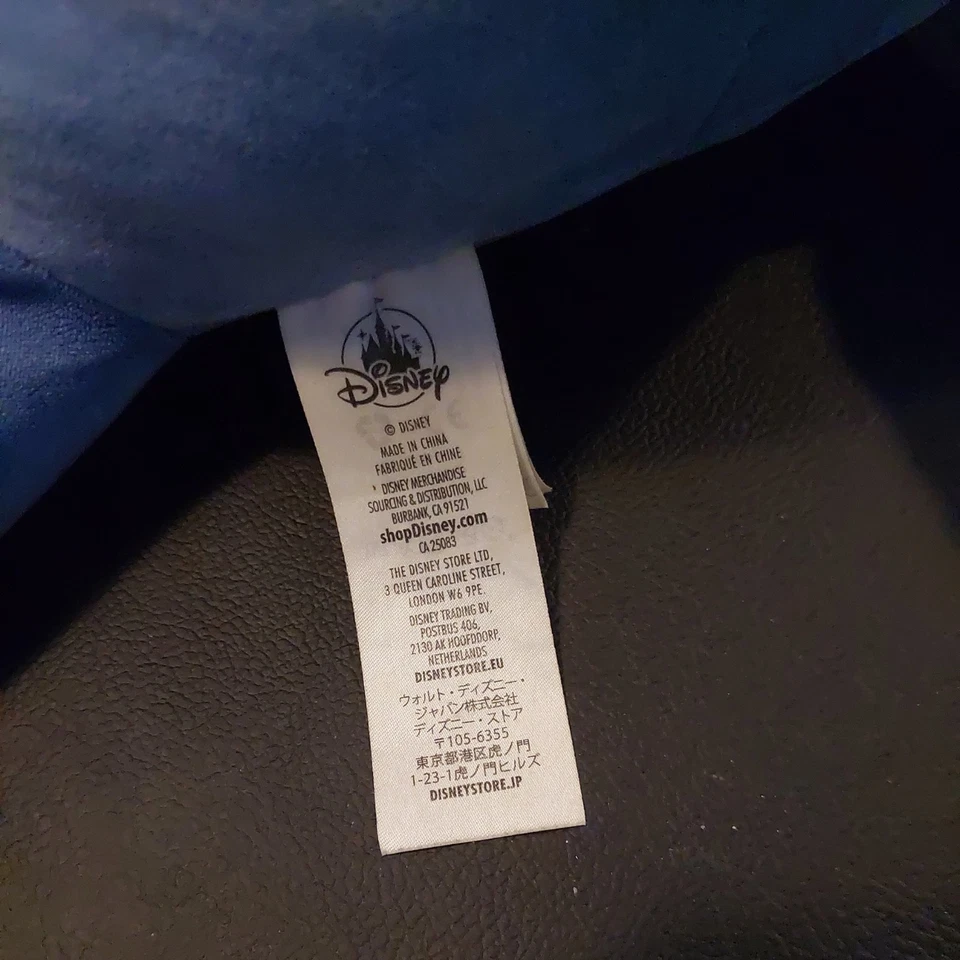 Disney
© DISNEY
MADE IN CHINA
FABRIQUÉ EN CHINE
DISNEY MERCHANDISE
SOURCING & DISTRIBUTION, LLC
BURBANK, CA 91521
shopDisney.com
CA 25083
THE DISNEY STORE LTD,
3 QUEEN CAROLINE STREET,
LONDON W6 9PE.
DISNEY TRADING BV,
POSTBUS 406,
2130 AK HOOFDDORP,
NETHERLANDS
DISNEYSTORE.EU
ウォルト・ディズニー・
ジャパン株式会社
ディズニー・ストア
〒105-6355
東京都港区虎ノ門
1-23-1虎ノ門ヒルズ
DISNEYSTORE.JP